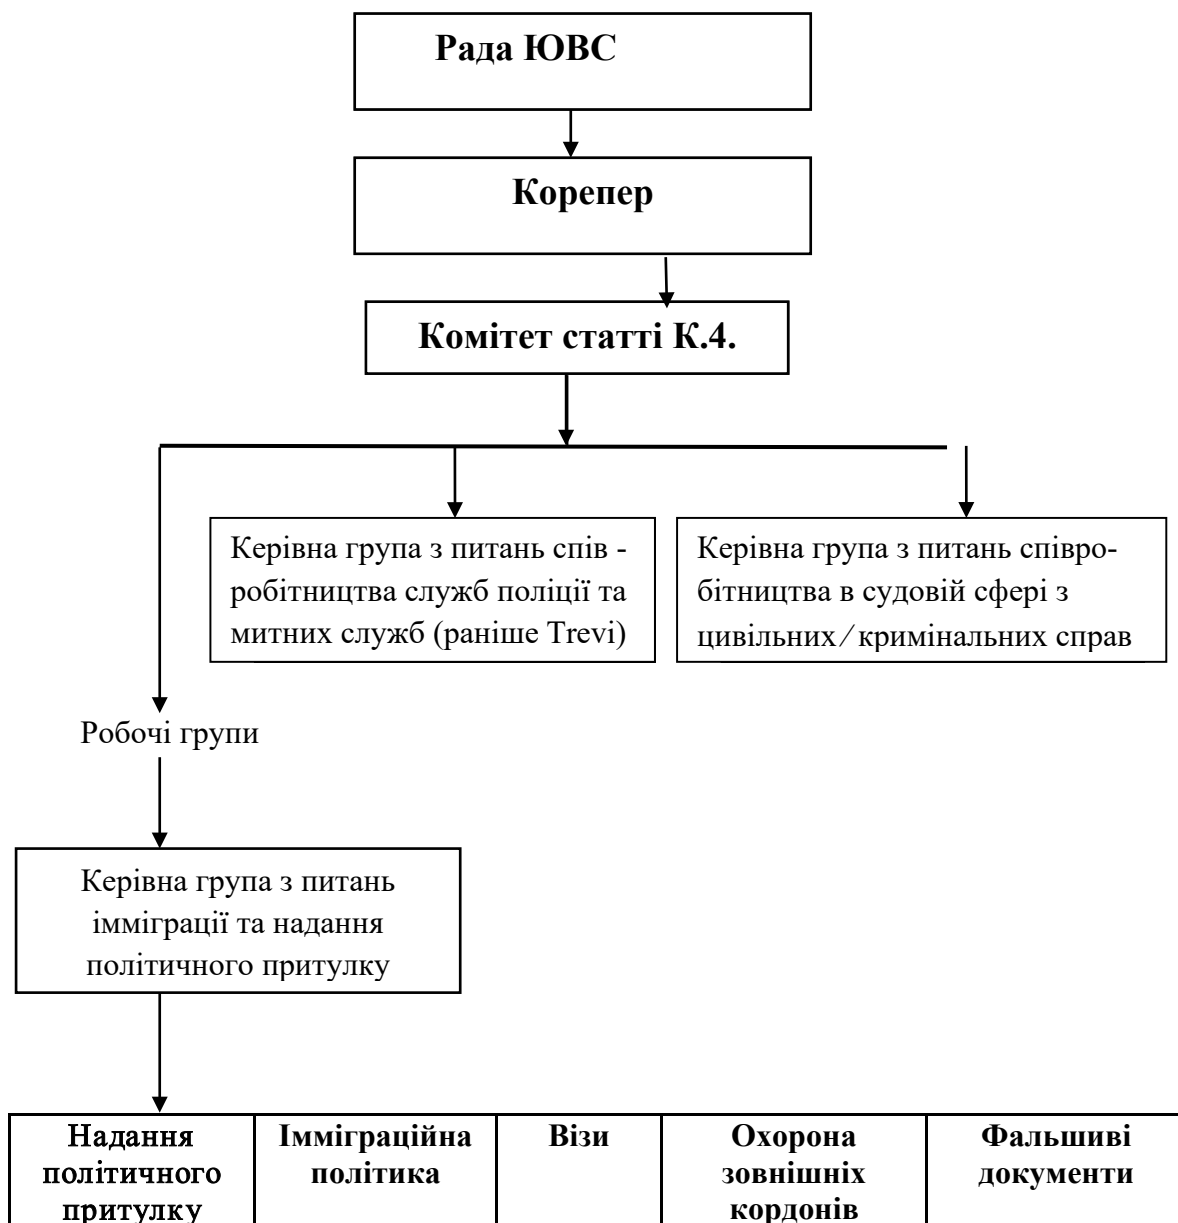 Рада ЮВС
Корепер
Комітет статті К.4.
Керівна група з питань спів -
робітництва служб поліції та
митних служб (раніше Trevi)
Керівна група з питань співро-
бітництва в судовій сфері з
цивільних/кримінальних справ
Робочі групи
Керівна група з питань
імміграції та надання
політичного притулку
Надання
політичного
притулку
Імміграційна
політика
Візи
Охорона
зовнішніх
кордонів
Фальшиві
документи